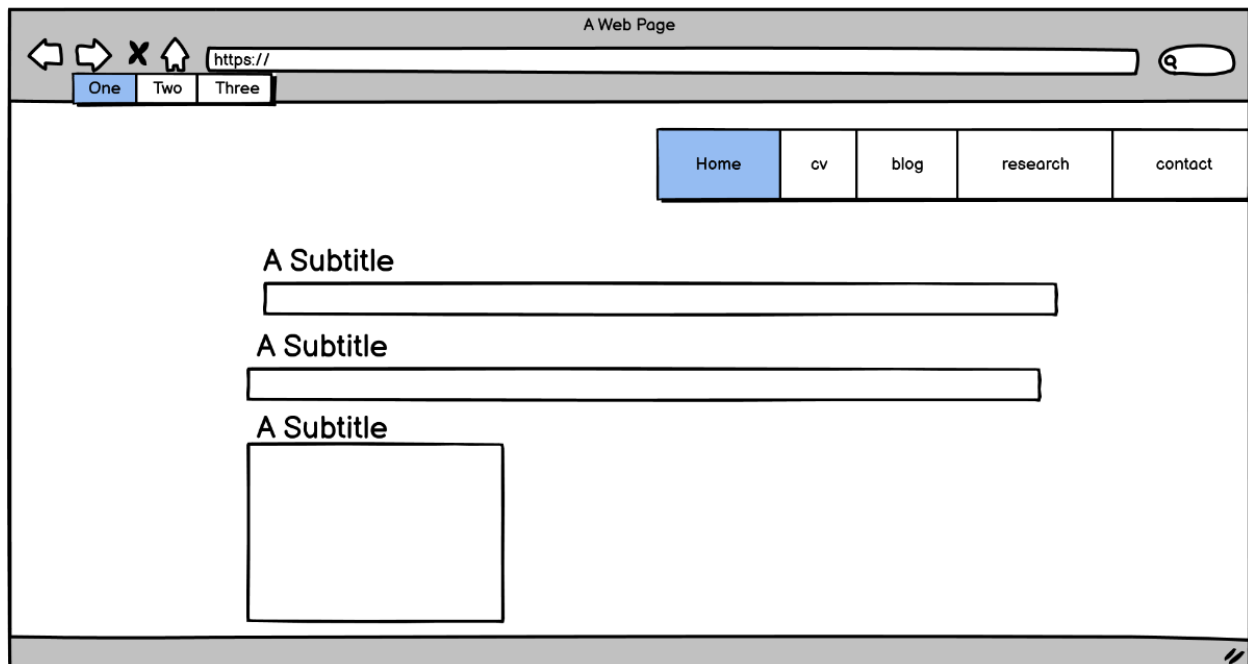 A Web Page
https://
One Two Three
Home cv blog research contact
A Subtitle
A Subtitle
A Subtitle